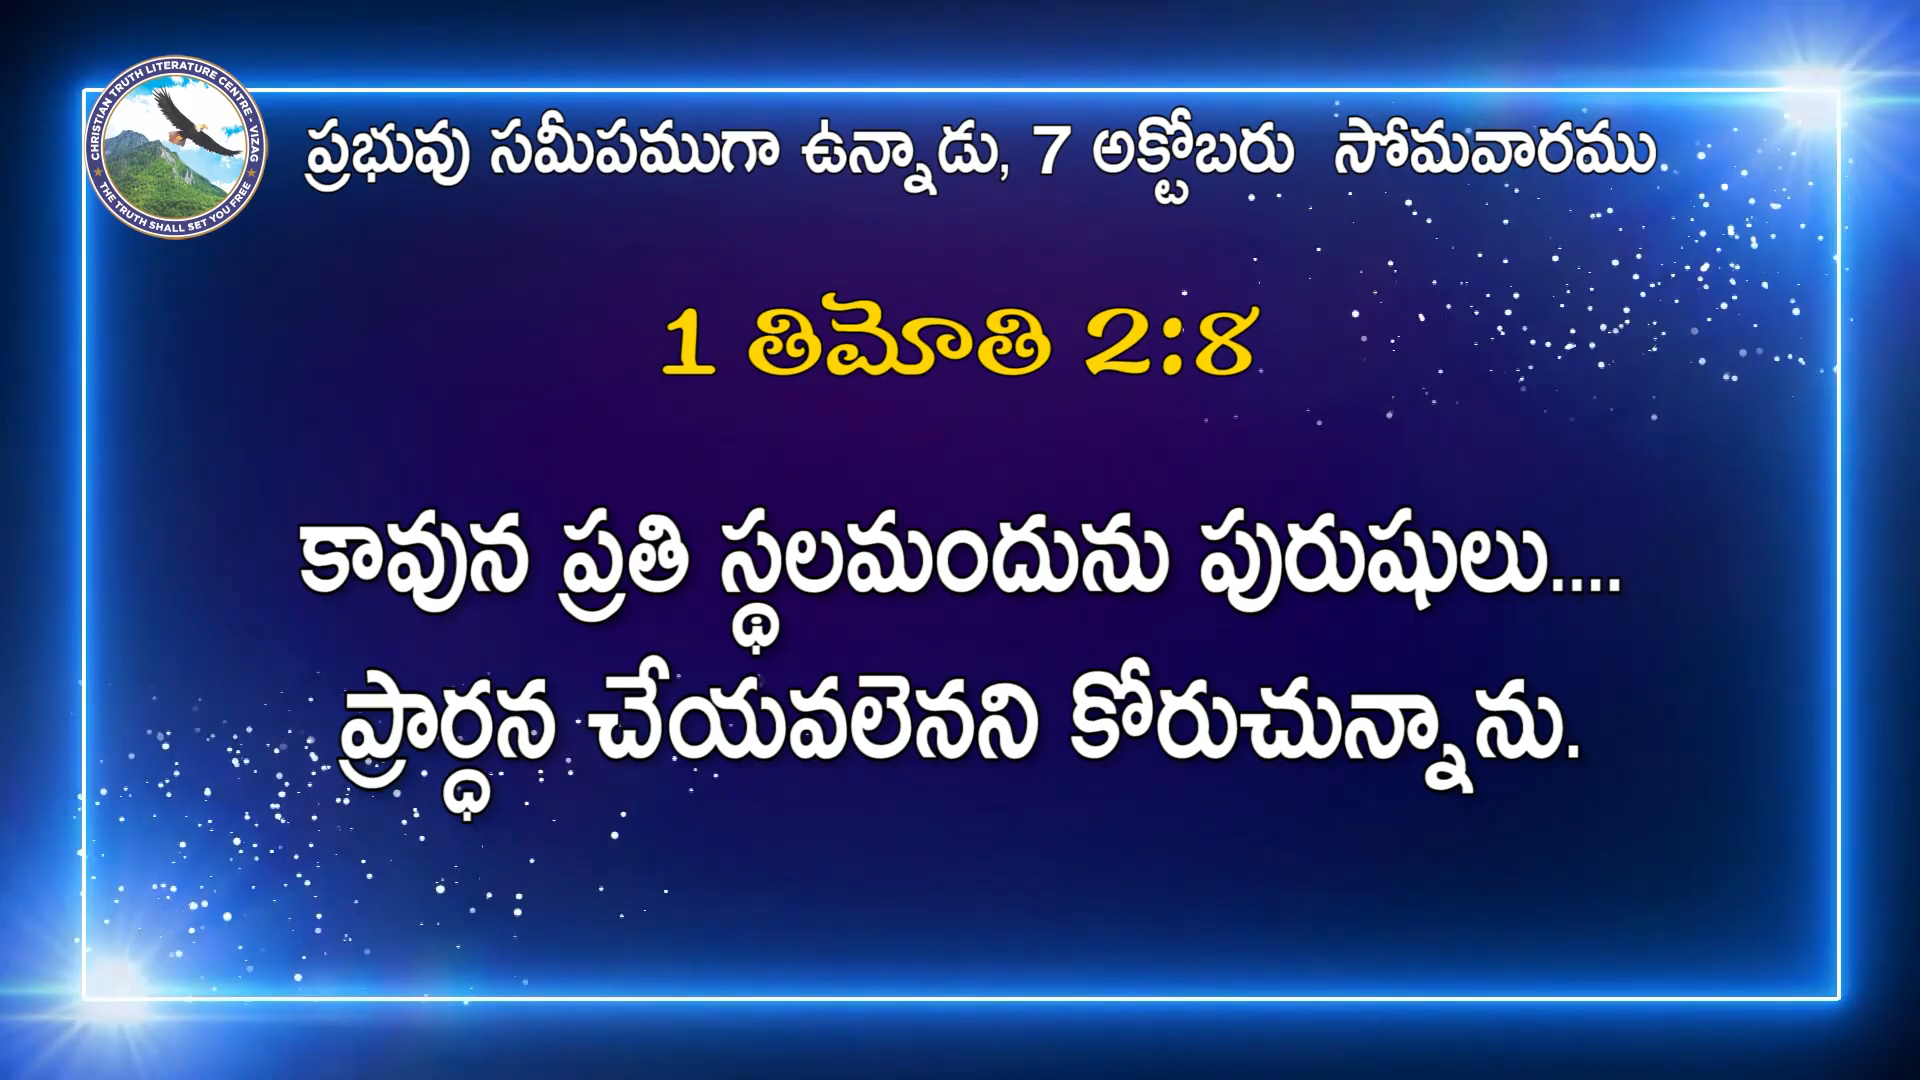 CHRISTIAN TRUTH LITERATURE CENTRE - VIZAG
★ THE TRUTH SHALL SET YOU FREE ★
ప్రభువు సమీపముగా ఉన్నాడు, 7 అక్టోబరు సోమవారము.
1 తిమోతి 2:8
కావున ప్రతి స్థలమందును పురుషులు....
ప్రార్ధన చేయవలెనని కోరుచున్నాను.